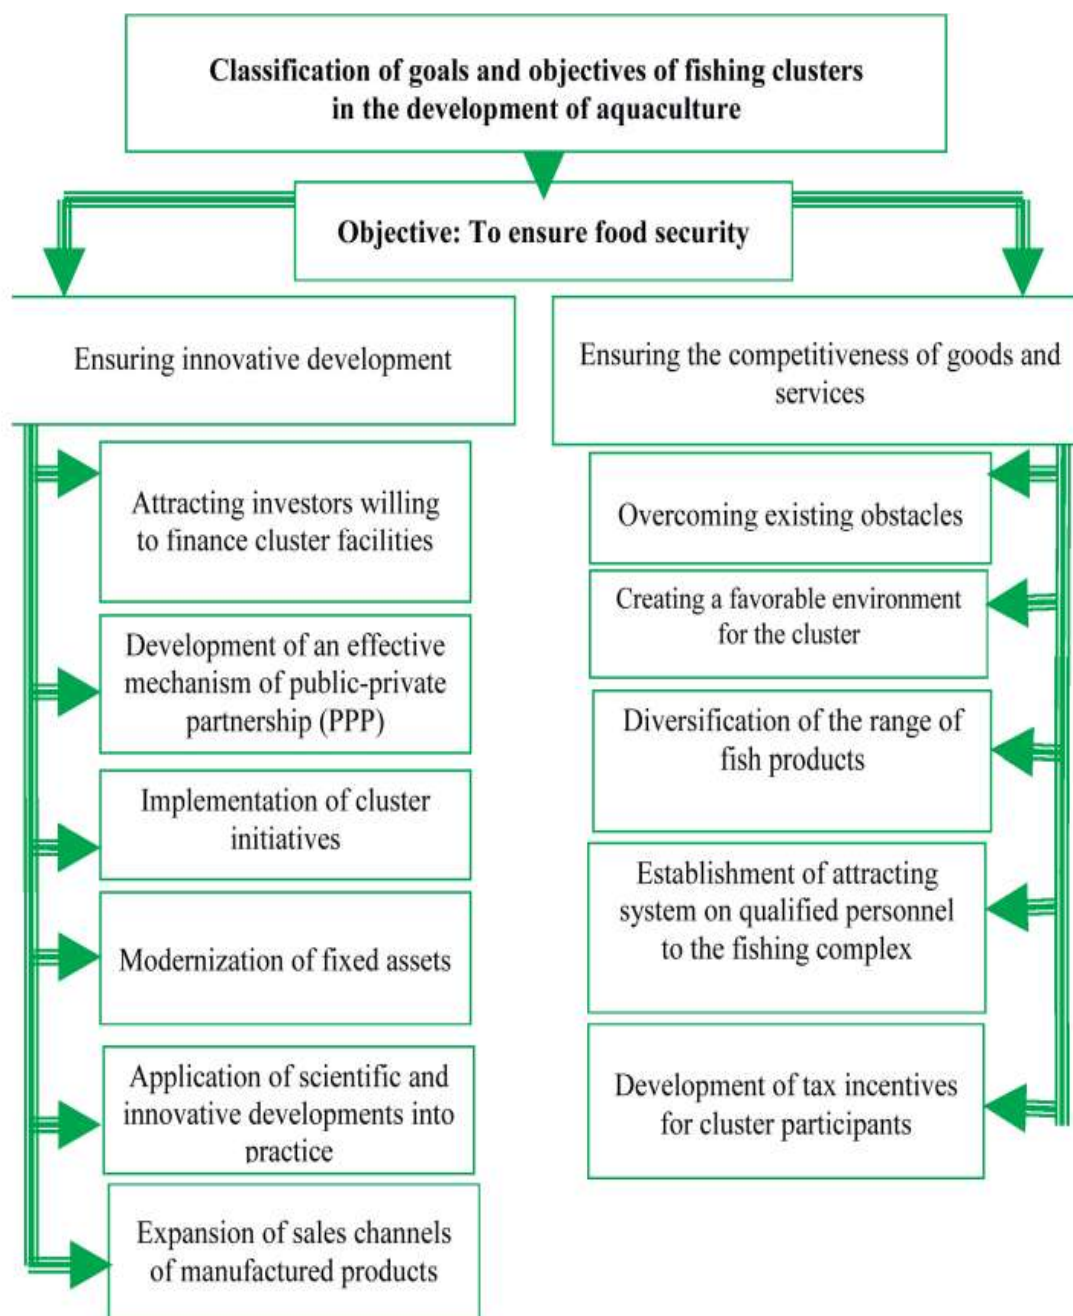 Classification of goals and objectives of fishing clusters
in the development of aquaculture
Objective: To ensure food security
Ensuring innovative development
Attracting investors willing
to finance cluster facilities
Development of an effective
mechanism of public-private
partnership (PPP)
Implementation of cluster
initiatives
Modernization of fixed assets
Application of scientific and
innovative developments into
practice
Expansion of sales channels
of manufactured products
Ensuring the competitiveness of goods and
services
Overcoming existing obstacles
Creating a favorable environment
for the cluster
Diversification of the range of
fish products
Establishment of attracting
system on qualified personnel
to the fishing complex
Development of tax incentives
for cluster participants